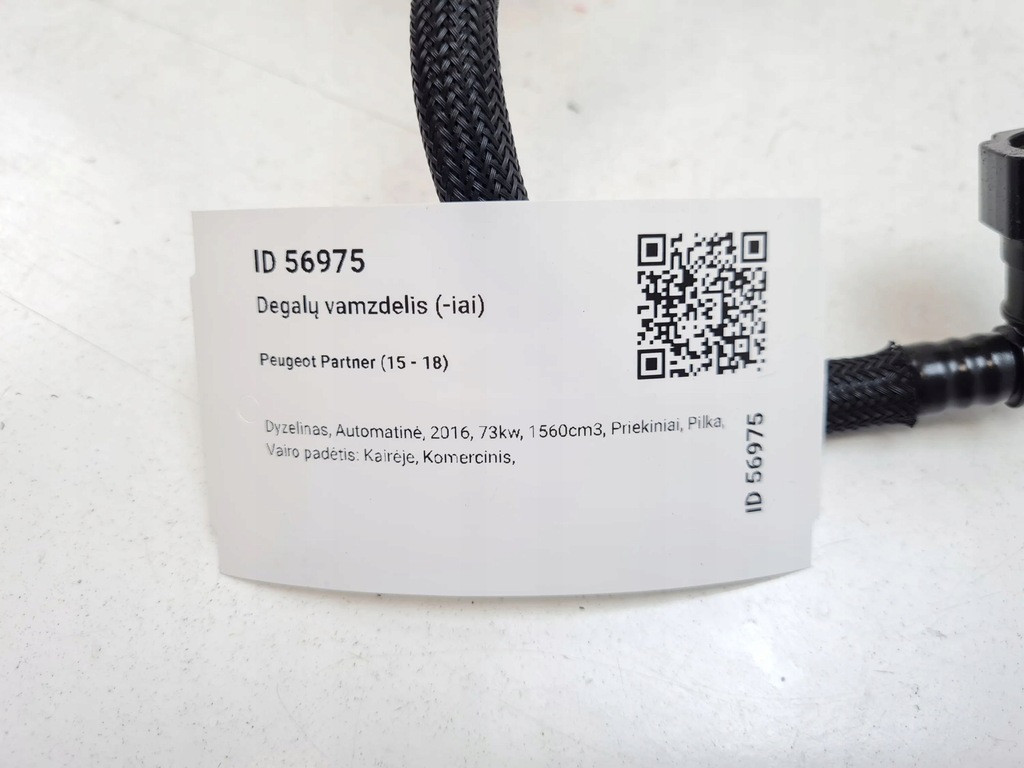 ID 56975
Degalų vamzdelis (-iai)
Peugeot Partner (15 - 18)
Dyzelinas, Automatinė, 2016, 73kw, 1560cm3, Priekiniai, Pilka,
Vairo padėtis: Kairėje, Komercinis,
ID 56975